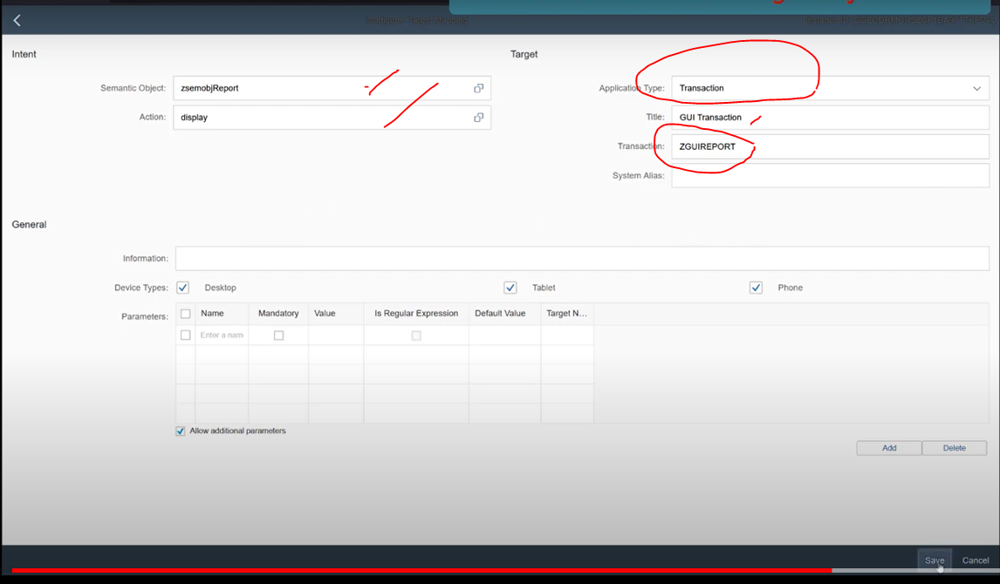 Intent
Target
Semantic Object: zsemobjReport
Application Type: Transaction
Action: display
Title: GUI Transaction
Transaction: ZGUIREPORT
System Alias:
General
Information:
Device Types: Desktop Tablet Phone
Parameters: Name Mandatory Value Is Regular Expression Default Value Target N...
Enter a nam
Allow additional parameters
Add Delete
Save Cancel